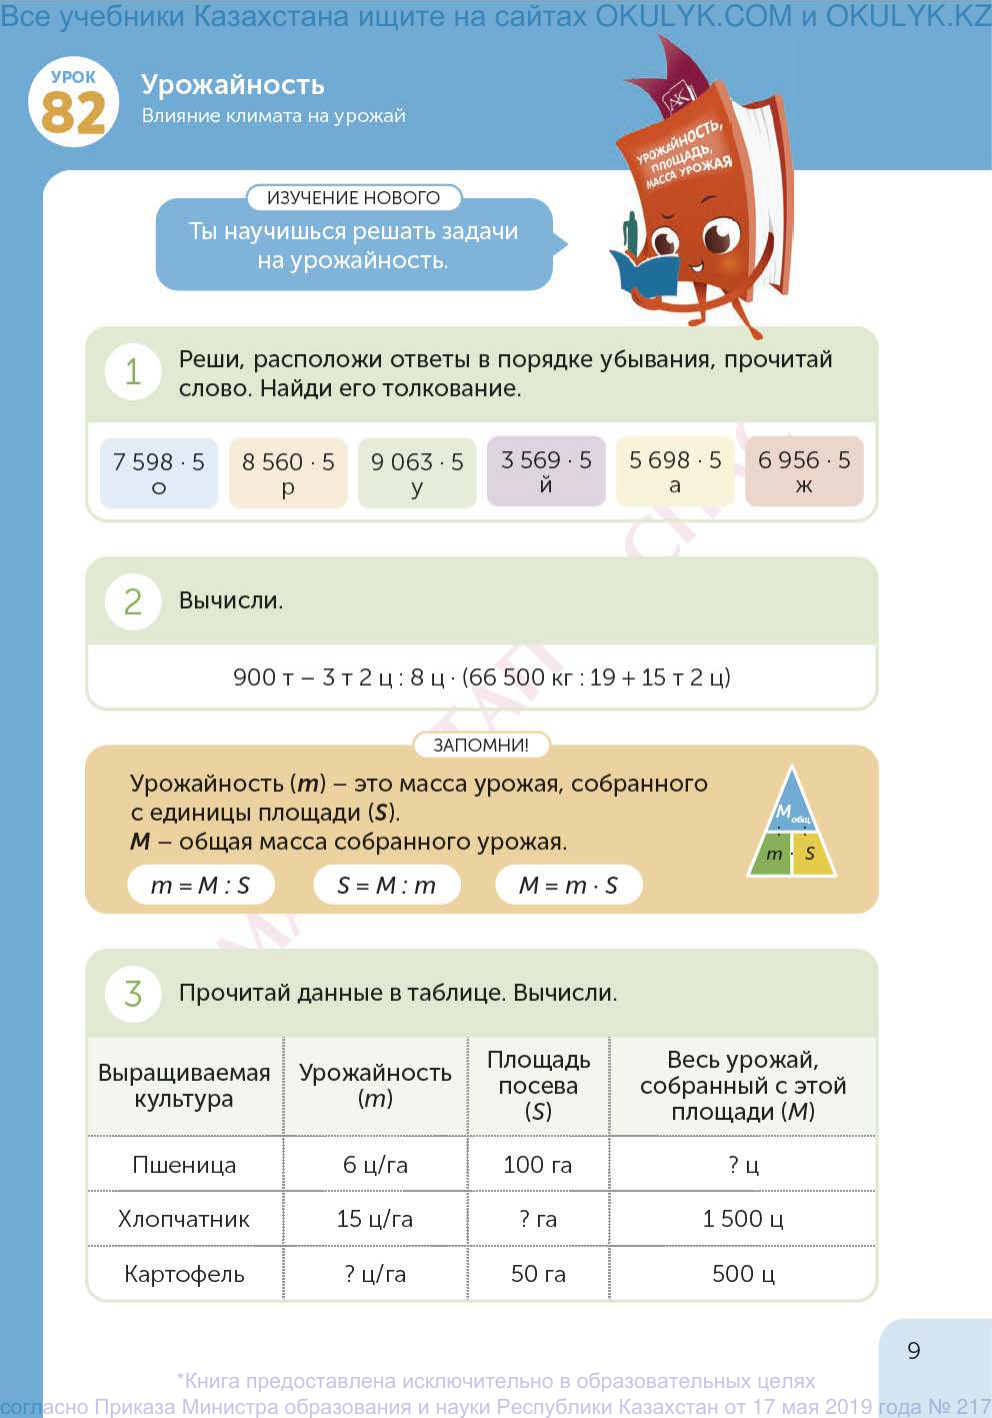 Все учебники Казахстана ищите на сайтах OKULYK.COM и OKULYK.KZ
УРОК
82
Урожайность
Влияние климата на урожай
АК
УРОЖАЙНОСТЬ,
ПЛОЩАДЬ,
МАССА УРОЖАЯ
ИЗУЧЕНИЕ НОВОГО
Ты научишься решать задачи
на урожайность.
1
Реши, расположи ответы в порядке убывания, прочитай
слово. Найди его толкование.
7 598 · 5 8 560 · 5 9 063 · 5 3 569 · 5 5 698 · 5 6 956 · 5
о р у й а ж
2
Вычисли.
900 т – 3 т 2 ц : 8 ц · (66 500 кг : 19 + 15 т 2 ц)
ЗАПОМНИ!
Урожайность (m) – это масса урожая, собранного
с единицы площади (S).
M – общая масса собранного урожая.
m = M : S S = M : m M = m · S
M общ
m · S
3
Прочитай данные в таблице. Вычисли.
Выращиваемая культура Урожайность (m) Площадь посева (S) Весь урожай, собранный с этой площади (M)
Пшеница 6 ц/га 100 га ? ц
Хлопчатник 15 ц/га ? га 1 500 ц
Картофель ? ц/га 50 га 500 ц
9
*Книга предоставлена исключительно в образовательных целях
согласно Приказа Министра образования и науки Республики Казахстан от 17 мая 2019 года № 217